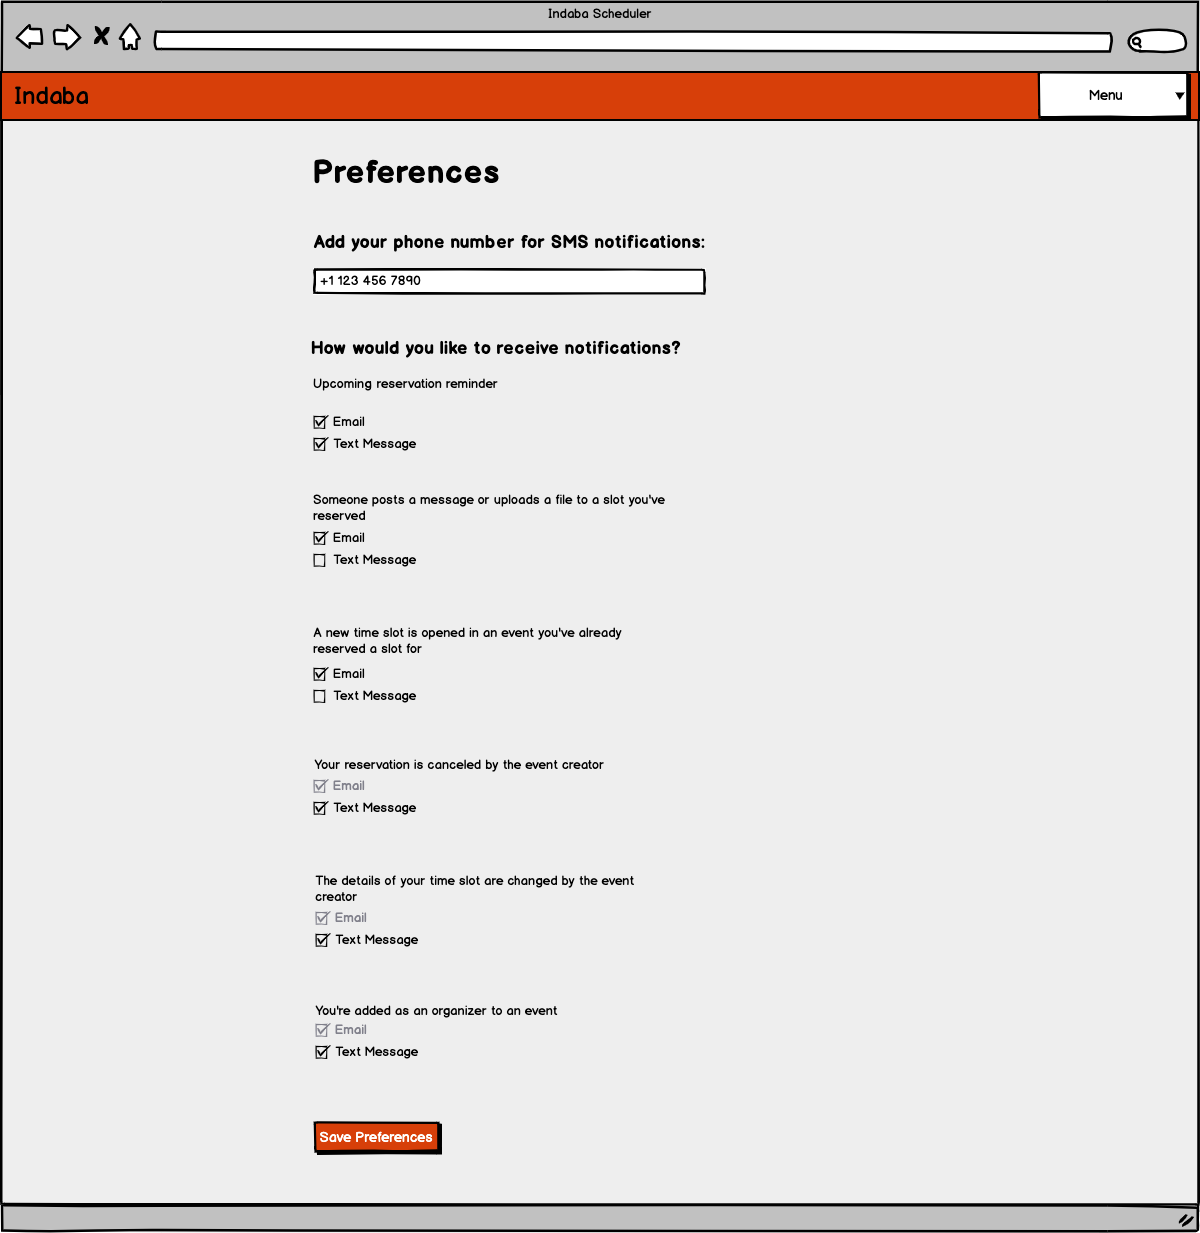 Indaba Scheduler
Indaba
Menu
Preferences
Add your phone number for SMS notifications:
+1 123 456 7890
How would you like to receive notifications?
Upcoming reservation reminder
Email
Text Message
Someone posts a message or uploads a file to a slot you've
reserved
Email
Text Message
A new time slot is opened in an event you've already
reserved a slot for
Email
Text Message
Your reservation is canceled by the event creator
Email
Text Message
The details of your time slot are changed by the event
creator
Email
Text Message
You're added as an organizer to an event
Email
Text Message
Save Preferences